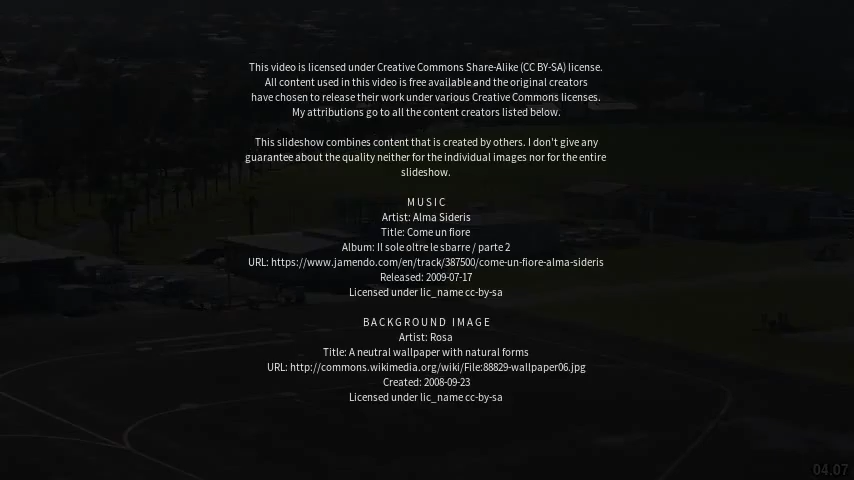 This video is licensed under Creative Commons Share-Alike (CC BY-SA) license.
All content used in this video is free available and the original creators
have chosen to release their work under various Creative Commons licenses.
My attributions go to all the content creators listed below.
This slideshow combines content that is created by others. I don't give any
guarantee about the quality neither for the individual images nor for the entire
slideshow.
MUSIC
Artist: Alma Sideris
Title: Come un fiore
Album: Il sole oltre le sbarre / parte 2
URL: https://www.jamendo.com/en/track/387500/come-un-fiore-alma-sideris
Released: 2009-07-17
Licensed under lic_name cc-by-sa
BACKGROUND IMAGE
Artist: Rosa
Title: A neutral wallpaper with natural forms
URL: http://commons.wikimedia.org/wiki/File:88829-wallpaper06.jpg
Created: 2008-09-23
Licensed under lic_name cc-by-sa
04.07